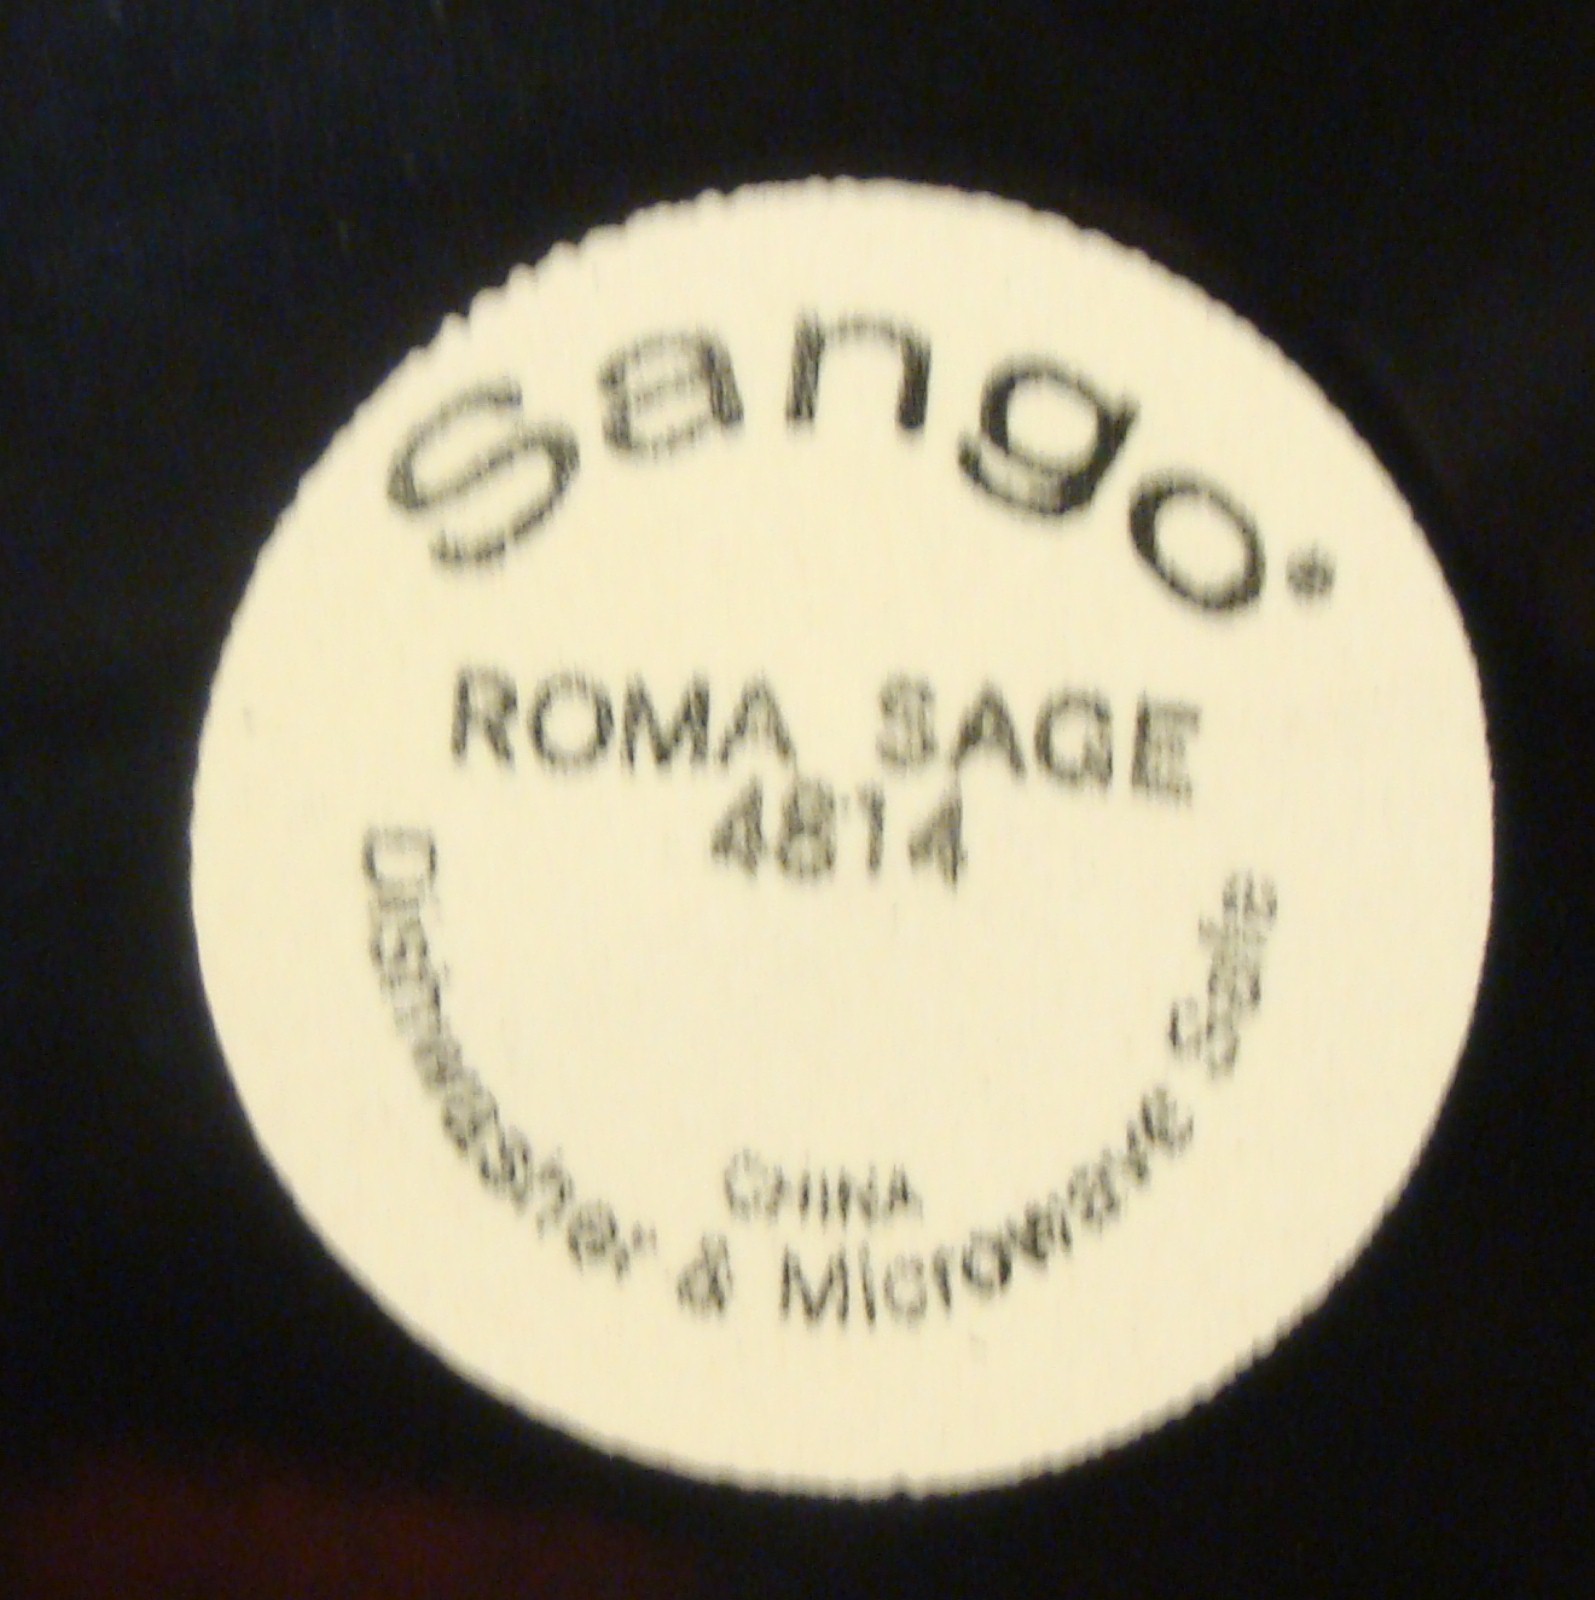 Sango®
ROMA SAGE
4814
CHINA
Dishwasher & Microwave Safe